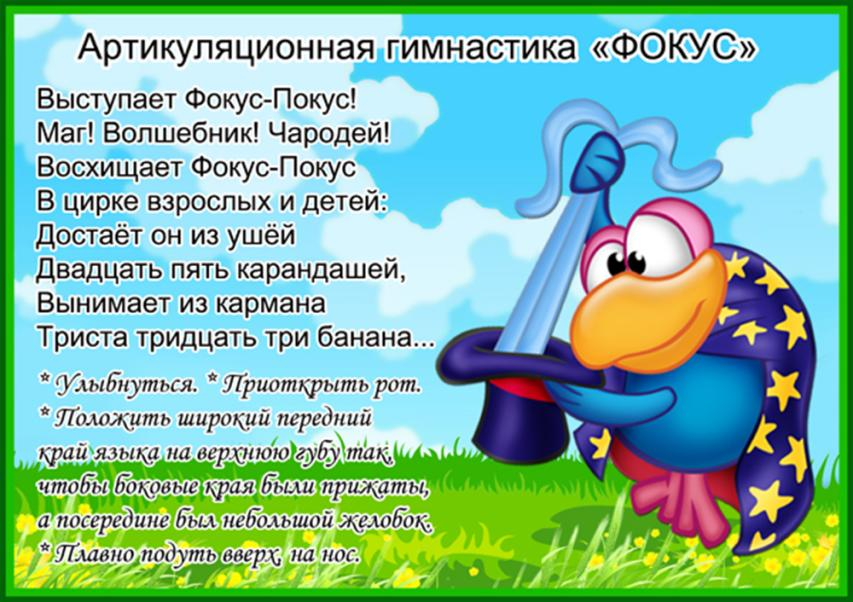 Артикуляционная гимнастика «ФОКУС»
Выступает Фокус-Покус!
Маг! Волшебник! Чародей!
Восхищает Фокус-Покус
В цирке взрослых и детей:
Достаёт он из ушёй
Двадцать пять карандашей,
Вынимает из кармана
Триста тридцать три банана...
* Улыбнуться. * Приоткрыть рот.
* Положить широкий передний
край языка на верхнюю губу так,
чтобы боковые края были прижаты,
а посередине был небольшой желобок.
* Плавно подуть вверх, на нос.